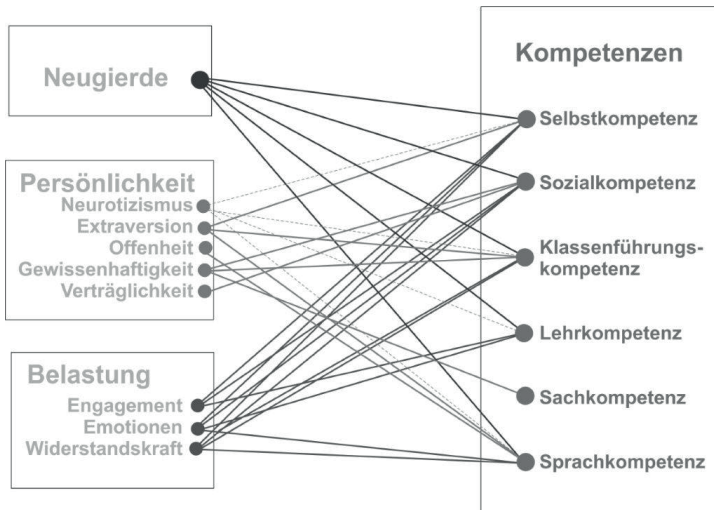 Neugierde
Persönlichkeit
Neurotizismus
Extraversion
Offenheit
Gewissenhaftigkeit
Verträglichkeit
Belastung
Engagement
Emotionen
Widerstandskraft
Kompetenzen
Selbstkompetenz
Sozialkompetenz
Klassenführungs-
kompetenz
Lehrkompetenz
Sachkompetenz
Sprachkompetenz